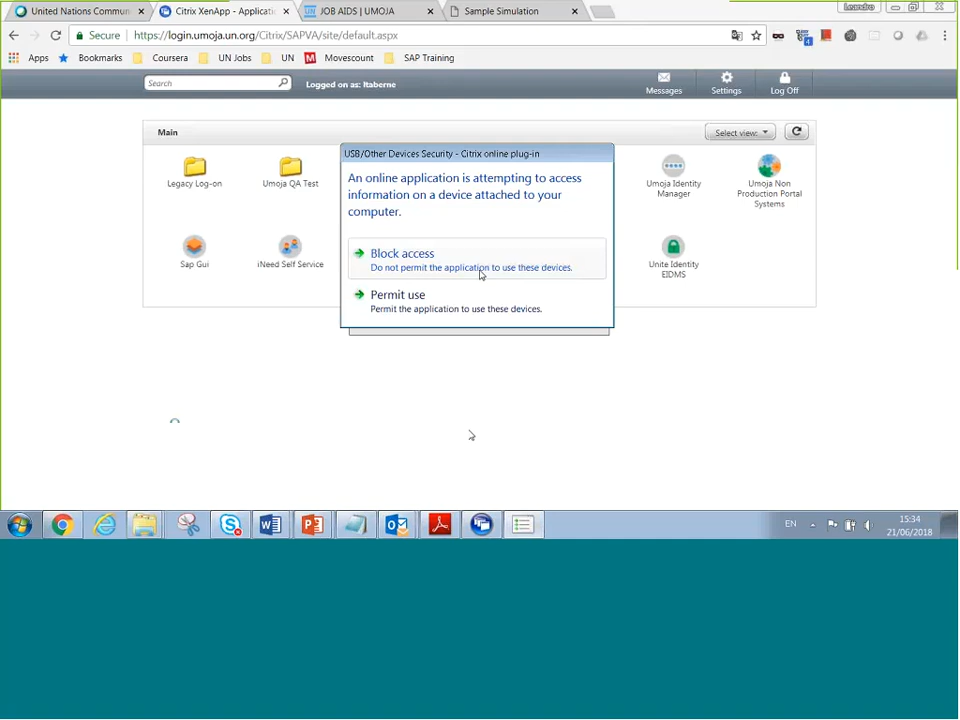 United Nations Commun
Citrix XenApp - Applicati
UN JOB AIDS | UMOJA
Sample Simulation
Leandro
Secure
https://login.umoja.un.org/Citrix/SAPVA/site/default.aspx
Apps
Bookmarks
Coursera
UN Jobs
UN
M Movescount
SAP Training
Search
Logged on as: ltaberne
Messages
Settings
Log Off
Main
Select view:
USB/Other Devices Security - Citrix online plug-in
An online application is attempting to access
information on a device attached to your
computer.
Block access
Do not permit the application to use these devices.
Permit use
Permit the application to use these devices.
Legacy Log-on
Umoja QA Test
Umoja Identity
Manager
Umoja Non
Production Portal
Systems
Sap Gui
iNeed Self Service
Unite Identity
EIDMS
EN
15:34
21/06/2018